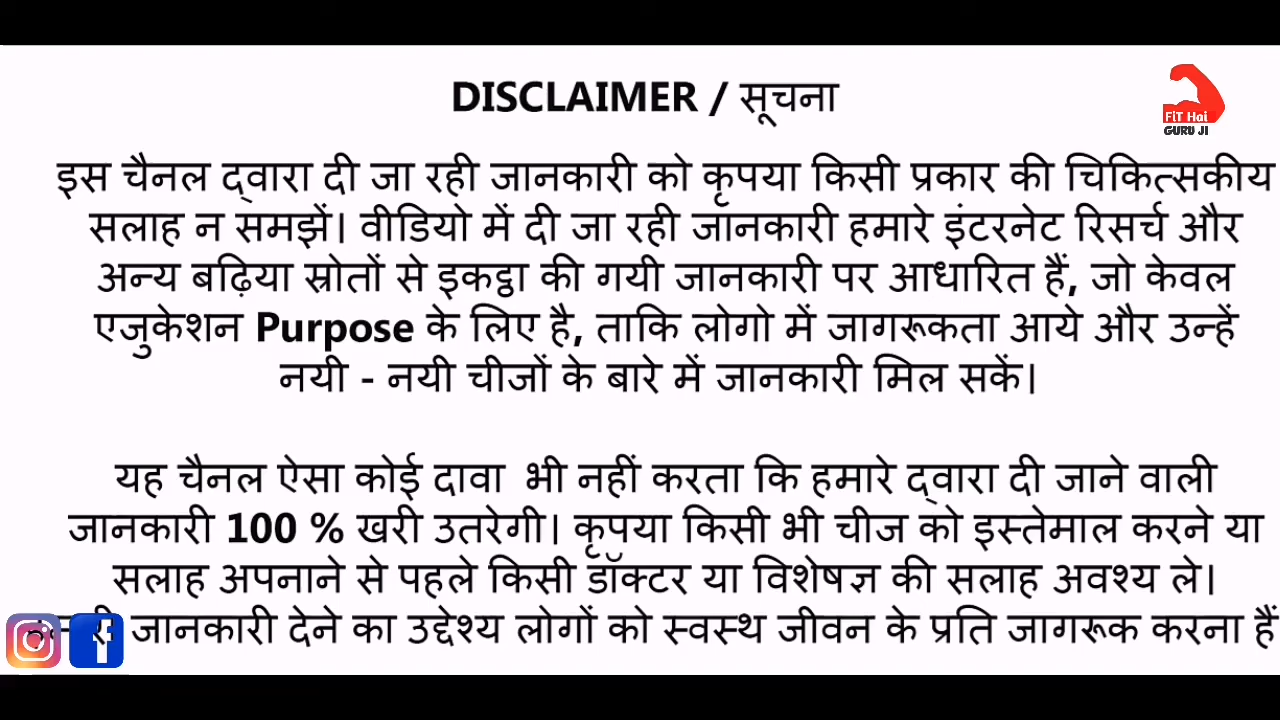 DISCLAIMER / सूचना
FIT Hai
GURU JI
इस चैनल द्वारा दी जा रही जानकारी को कृपया किसी प्रकार की चिकित्सकीय
सलाह न समझें। वीडियो में दी जा रही जानकारी हमारे इंटरनेट रिसर्च और
अन्य बढ़िया स्रोतों से इकट्ठा की गयी जानकारी पर आधारित हैं, जो केवल
एजुकेशन Purpose के लिए है, ताकि लोगो में जागरूकता आये और उन्हें
नयी - नयी चीजों के बारे में जानकारी मिल सकें।
यह चैनल ऐसा कोई दावा भी नहीं करता कि हमारे द्वारा दी जाने वाली
जानकारी 100 % खरी उतरेगी। कृपया किसी भी चीज को इस्तेमाल करने या
सलाह अपनाने से पहले किसी डॉक्टर या विशेषज्ञ की सलाह अवश्य ले।
जानकारी देने का उद्देश्य लोगों को स्वस्थ जीवन के प्रति जागरूक करना हैं